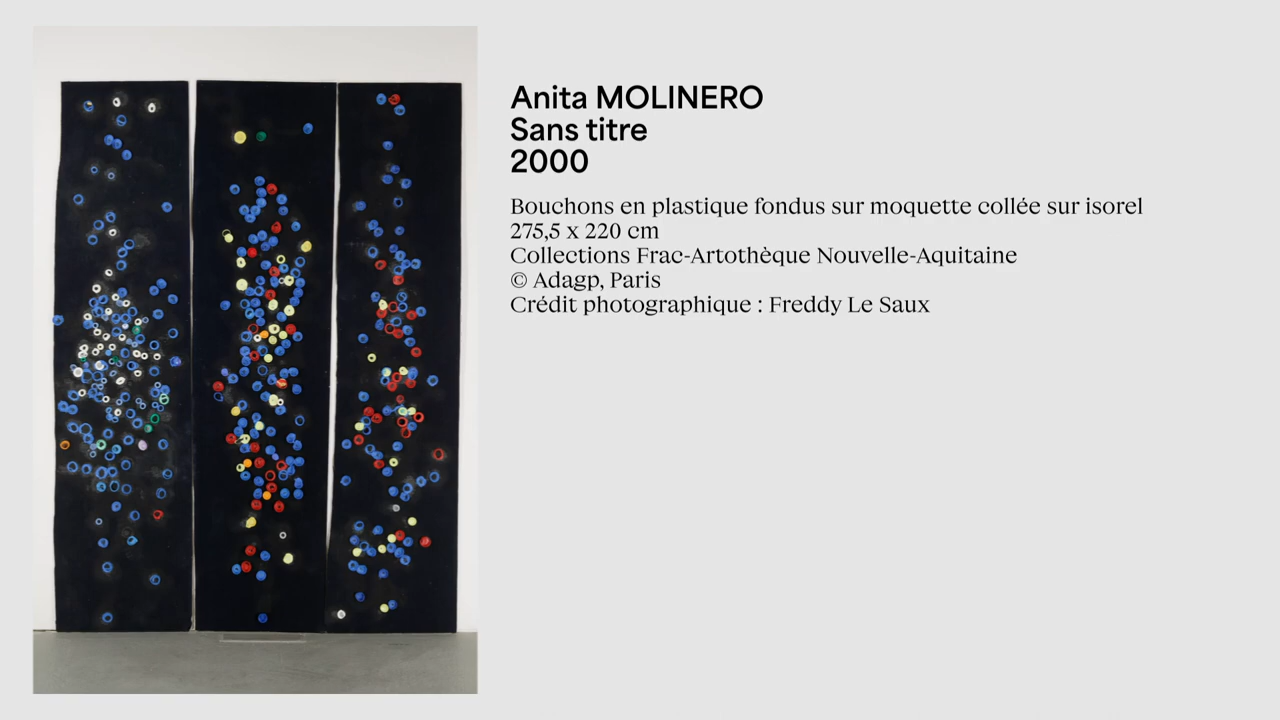 Anita MOLINERO
Sans titre
2000
Bouchons en plastique fondus sur moquette collée sur isorel
275,5 x 220 cm
Collections Frac-Artothèque Nouvelle-Aquitaine
© Adagp, Paris
Crédit photographique : Freddy Le Saux